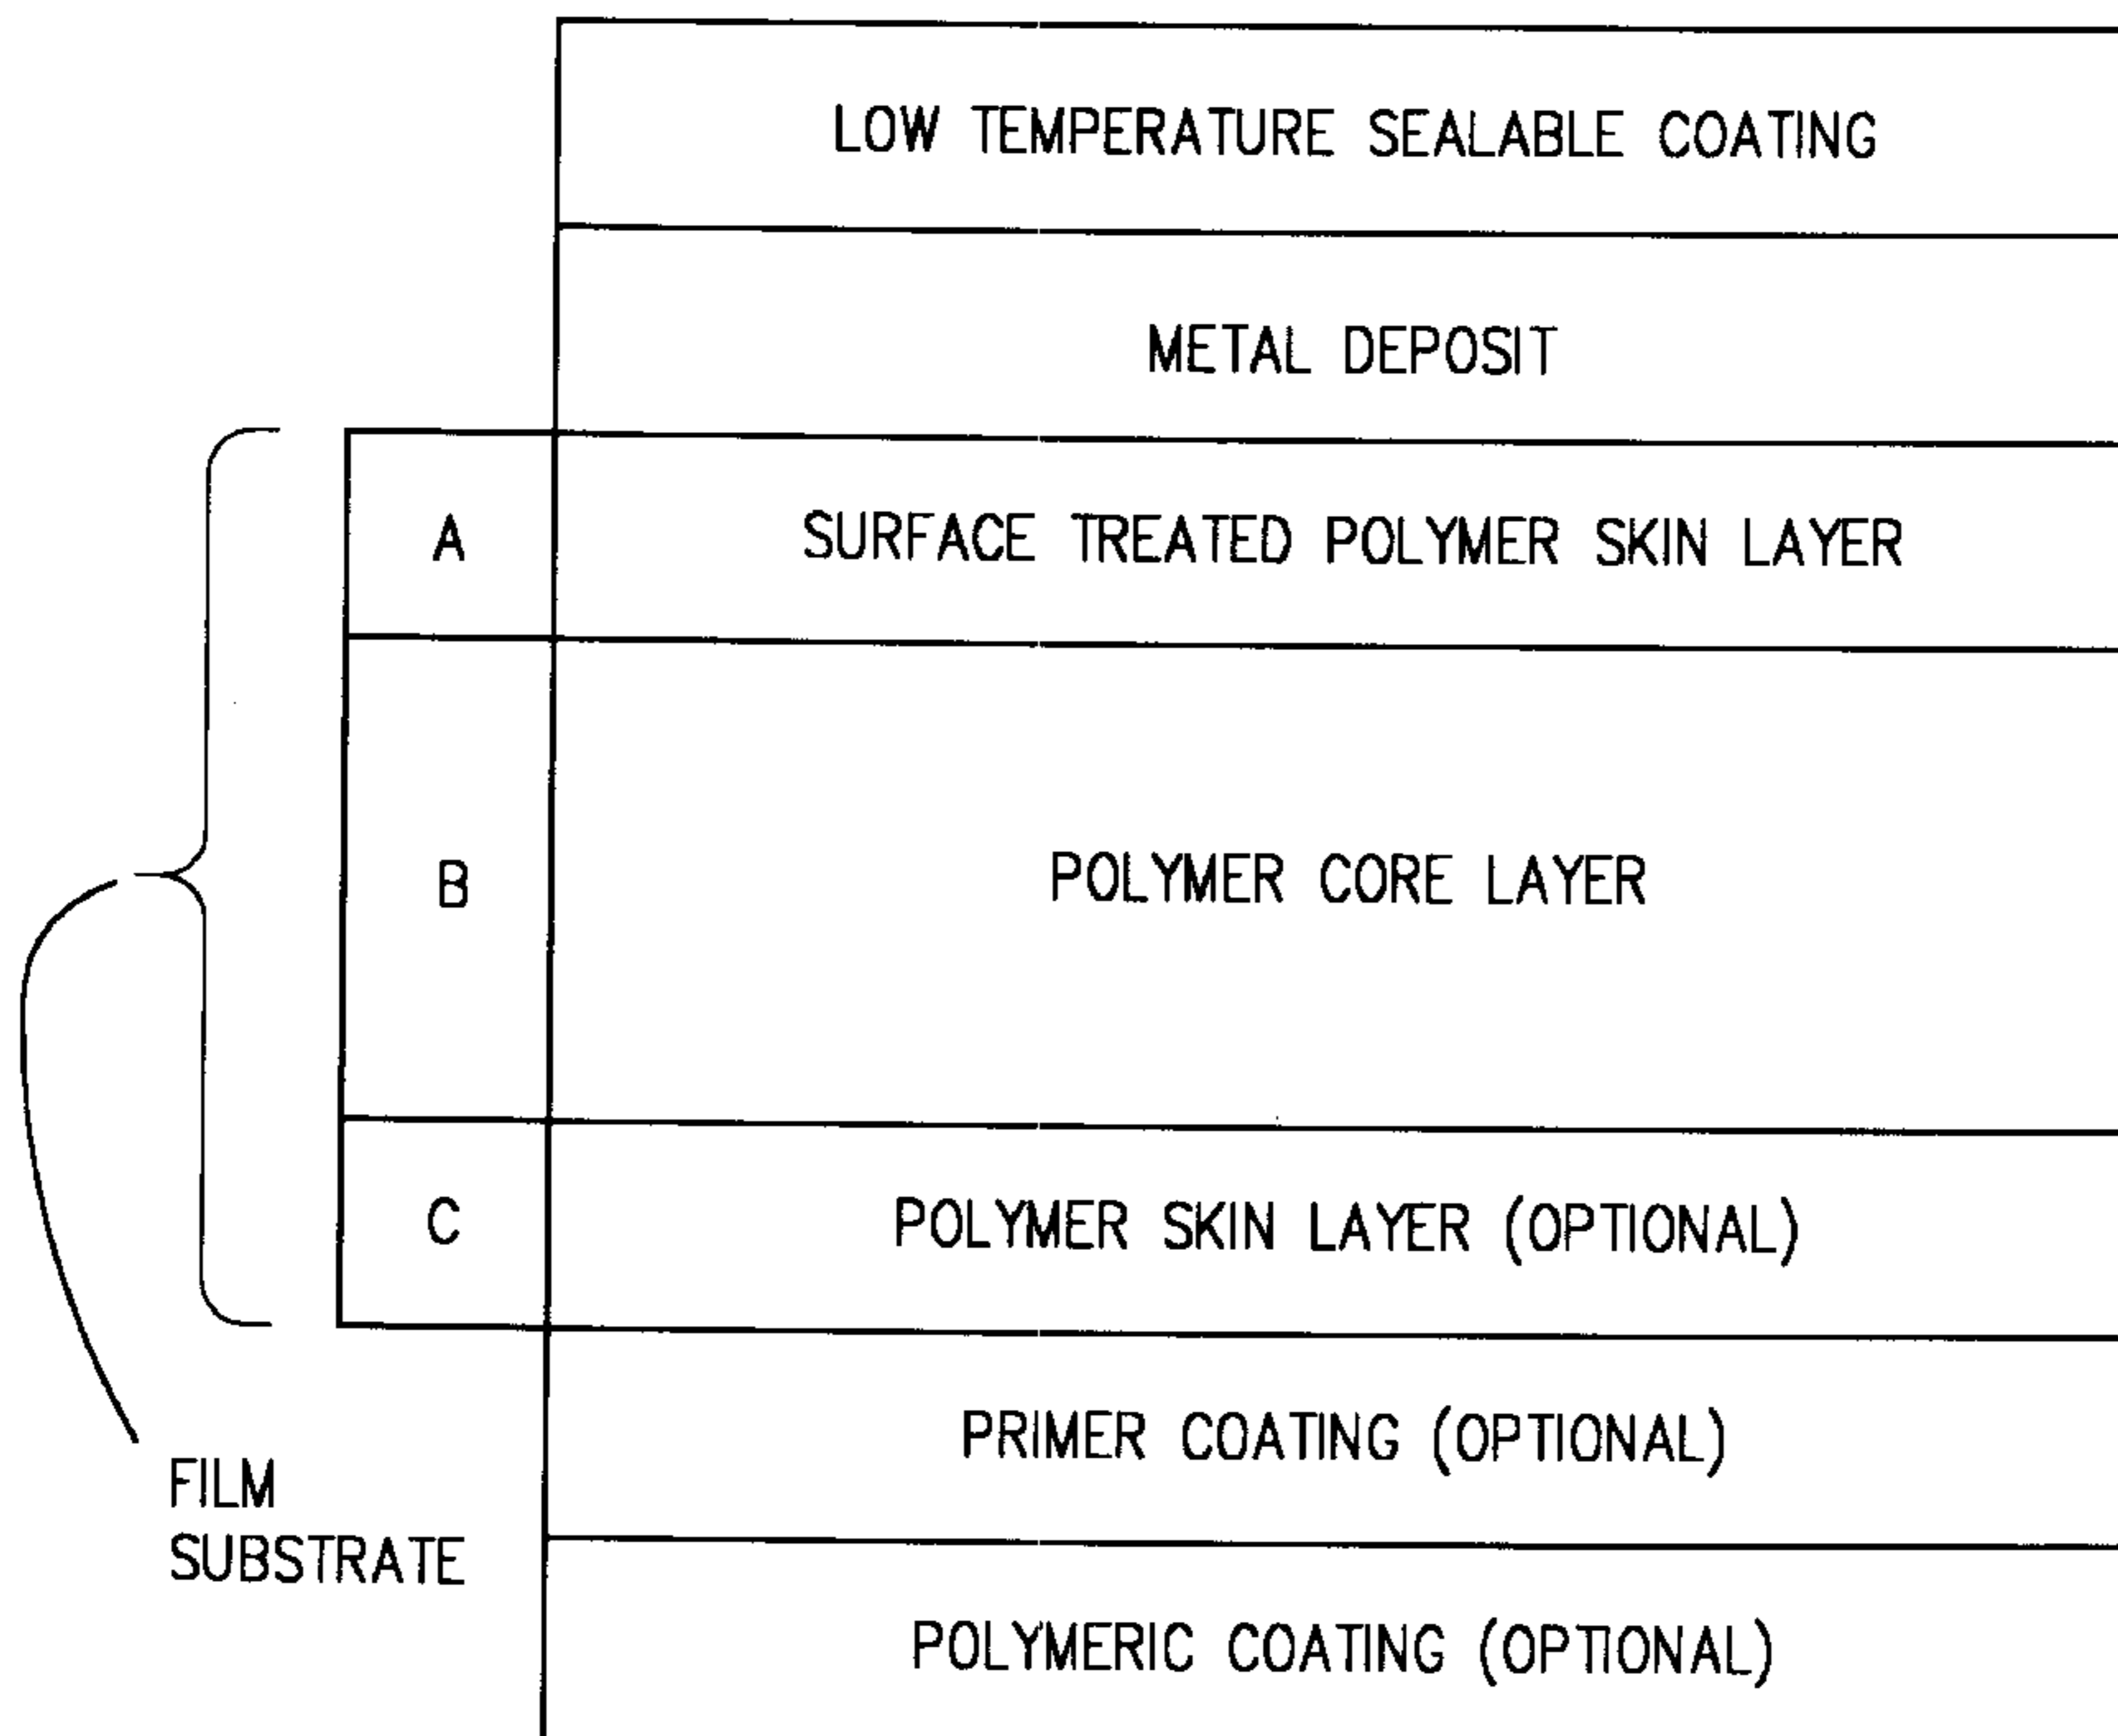 LOW TEMPERATURE SEALABLE COATING
METAL DEPOSIT
A SURFACE TREATED POLYMER SKIN LAYER
B POLYMER CORE LAYER
C POLYMER SKIN LAYER (OPTIONAL)
PRIMER COATING (OPTIONAL)
FILM
SUBSTRATE
POLYMERIC COATING (OPTIONAL)